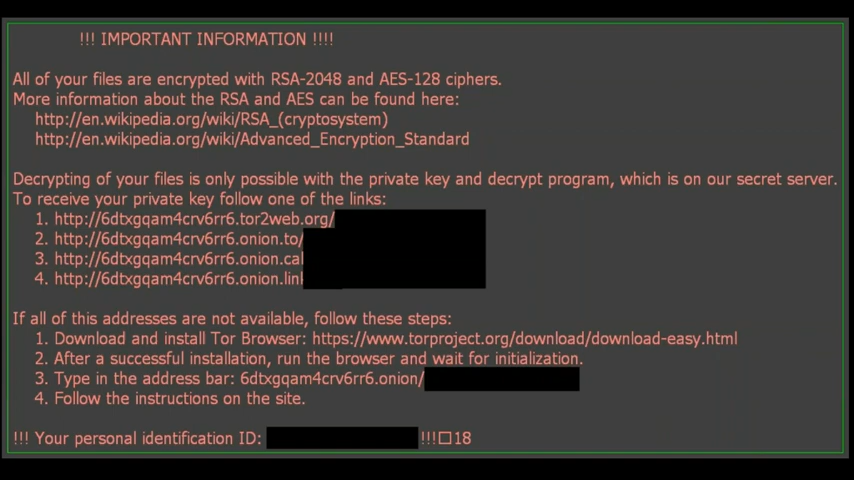 !!! IMPORTANT INFORMATION !!!!
All of your files are encrypted with RSA-2048 and AES-128 ciphers.
More information about the RSA and AES can be found here:
http://en.wikipedia.org/wiki/RSA_(cryptosystem)
http://en.wikipedia.org/wiki/Advanced_Encryption_Standard
Decrypting of your files is only possible with the private key and decrypt program, which is on our secret server.
To receive your private key follow one of the links:
1. http://6dtxgqam4crv6rr6.tor2web.org/
2. http://6dtxgqam4crv6rr6.onion.to/
3. http://6dtxgqam4crv6rr6.onion.cal
4. http://6dtxgqam4crv6rr6.onion.link
If all of this addresses are not available, follow these steps:
1. Download and install Tor Browser: https://www.torproject.org/download/download-easy.html
2. After a successful installation, run the browser and wait for initialization.
3. Type in the address bar: 6dtxgqam4crv6rr6.onion/
4. Follow the instructions on the site.
!!! Your personal identification ID: !!!□18